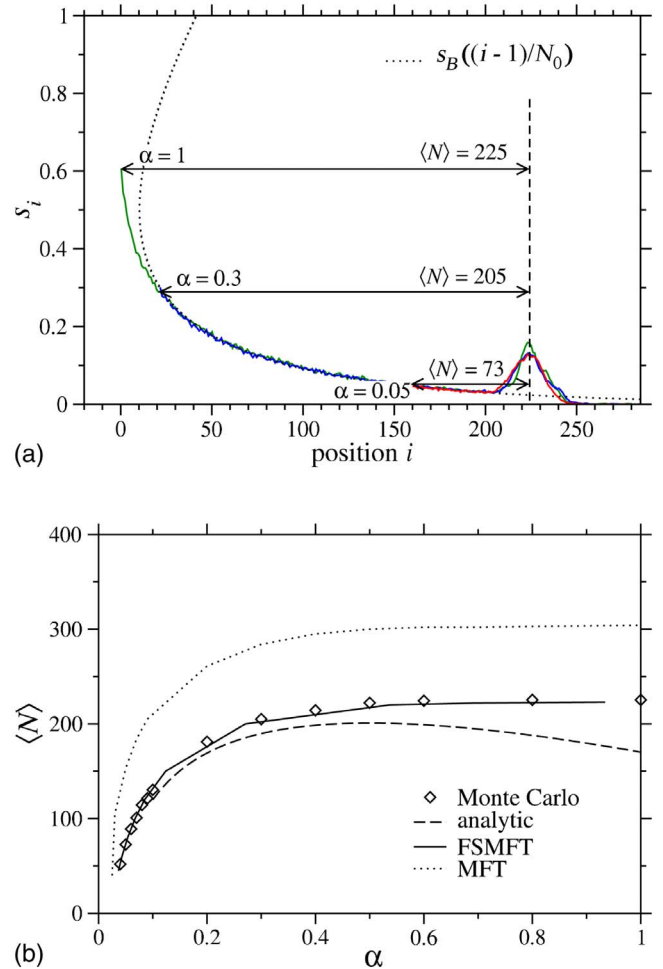 1
s_B((i - 1)/N_0)
0.8
α = 1
⟨N⟩ = 225
0.6
s_i
0.4
α = 0.3
⟨N⟩ = 205
0.2
⟨N⟩ = 73
α = 0.05
0
0 50 100 150 200 250
(a)
position i
400
300
⟨N⟩
200
100
Monte Carlo
analytic
FSMFT
MFT
0
0 0.2 0.4 0.6 0.8 1
(b)
α